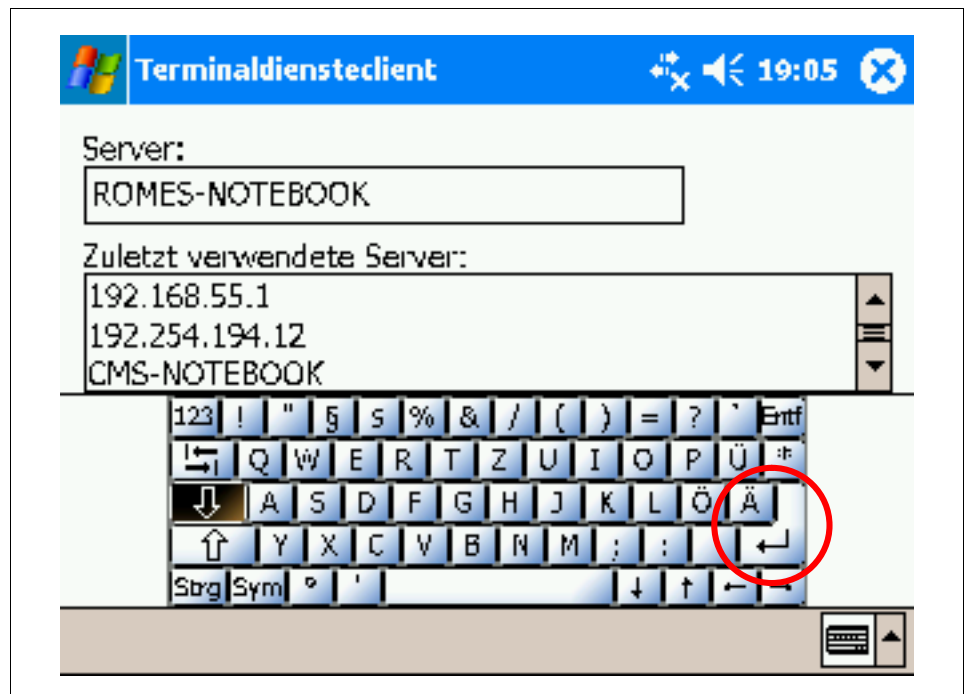 Terminaldiensteclient 19:05
Server:
ROMES-NOTEBOOK
Zuletzt verwendete Server:
192.168.55.1
192.254.194.12
CMS-NOTEBOOK
123 ! " § s % & / ( ) = ? ` Entf
Q W E R T Z U I O P Ü *
A S D F G H J K L Ö Ä
Y X C V B N M ; : _
Strg Sym ° '